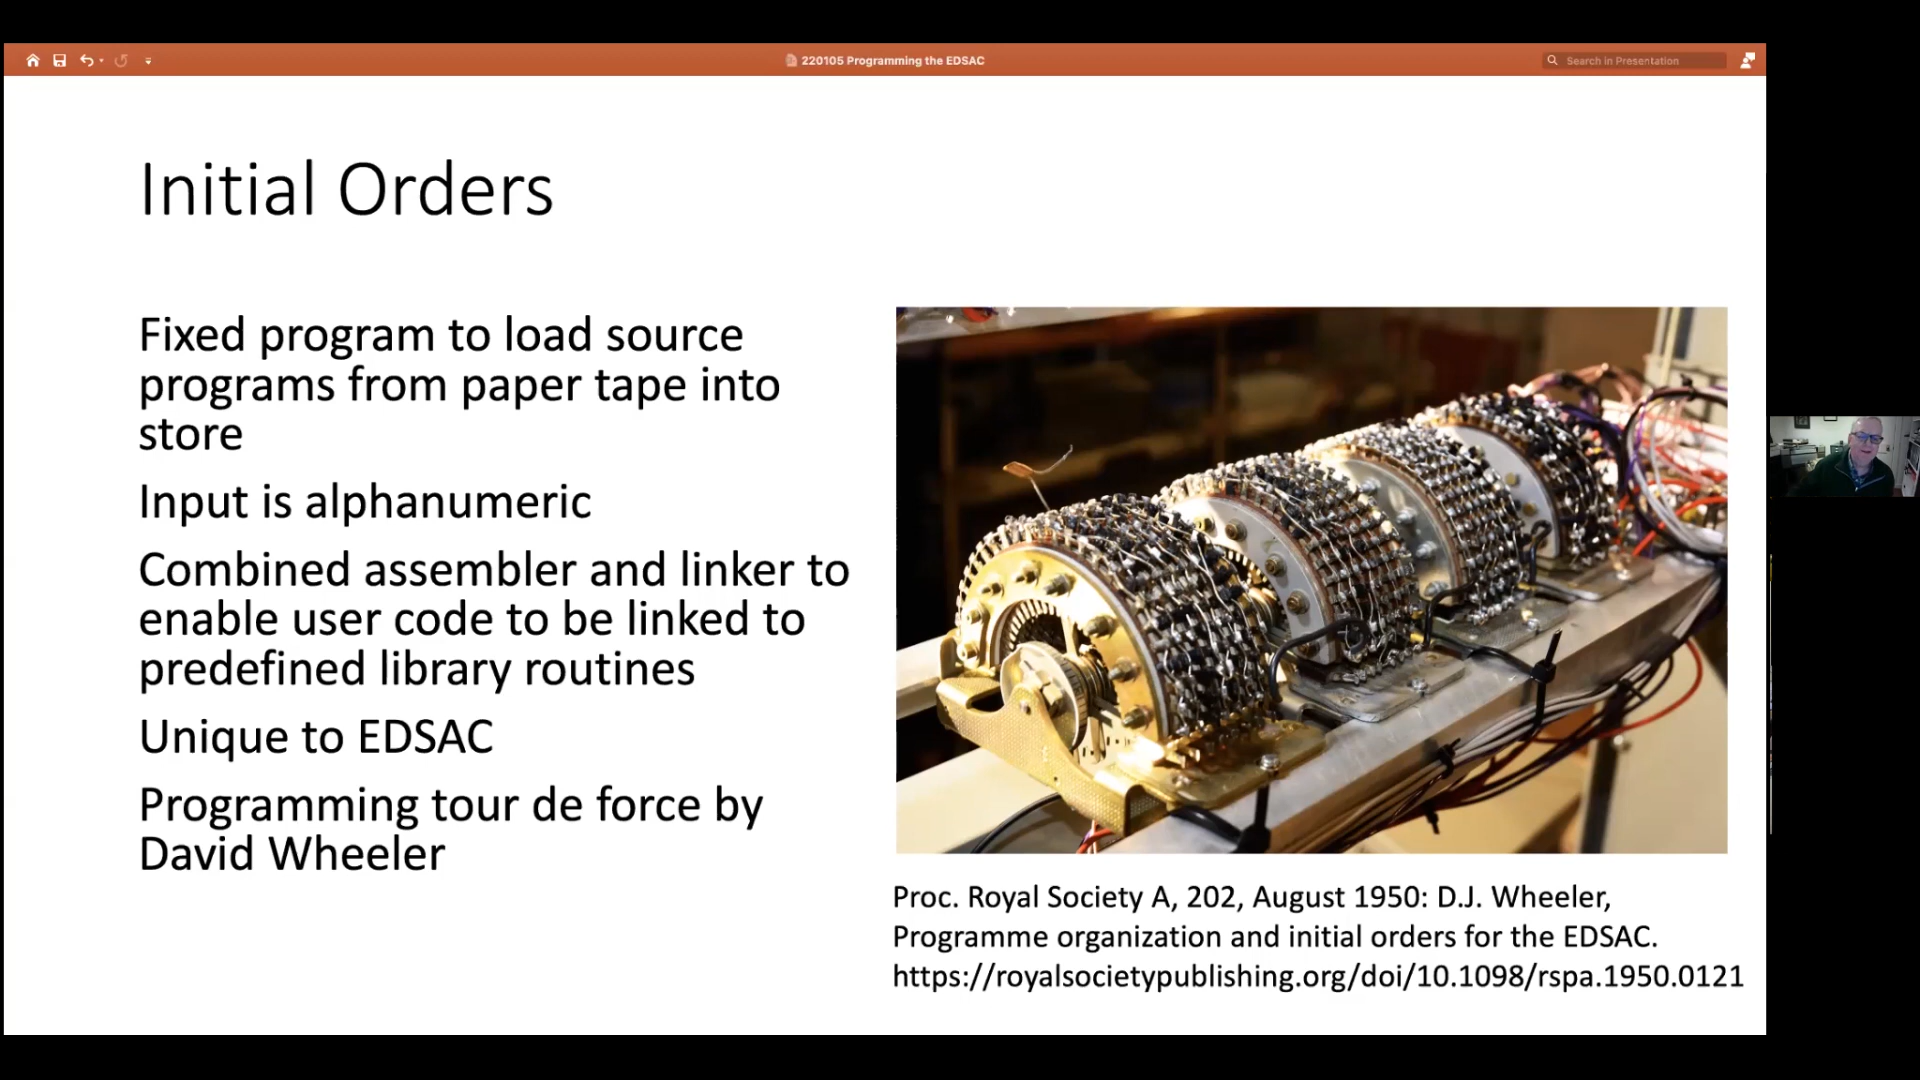 220105 Programming the EDSAC
Search in Presentation
Initial Orders
Fixed program to load source
programs from paper tape into
store
Input is alphanumeric
Combined assembler and linker to
enable user code to be linked to
predefined library routines
Unique to EDSAC
Programming tour de force by
David Wheeler
Proc. Royal Society A, 202, August 1950: D.J. Wheeler,
Programme organization and initial orders for the EDSAC.
https://royalsocietypublishing.org/doi/10.1098/rspa.1950.0121